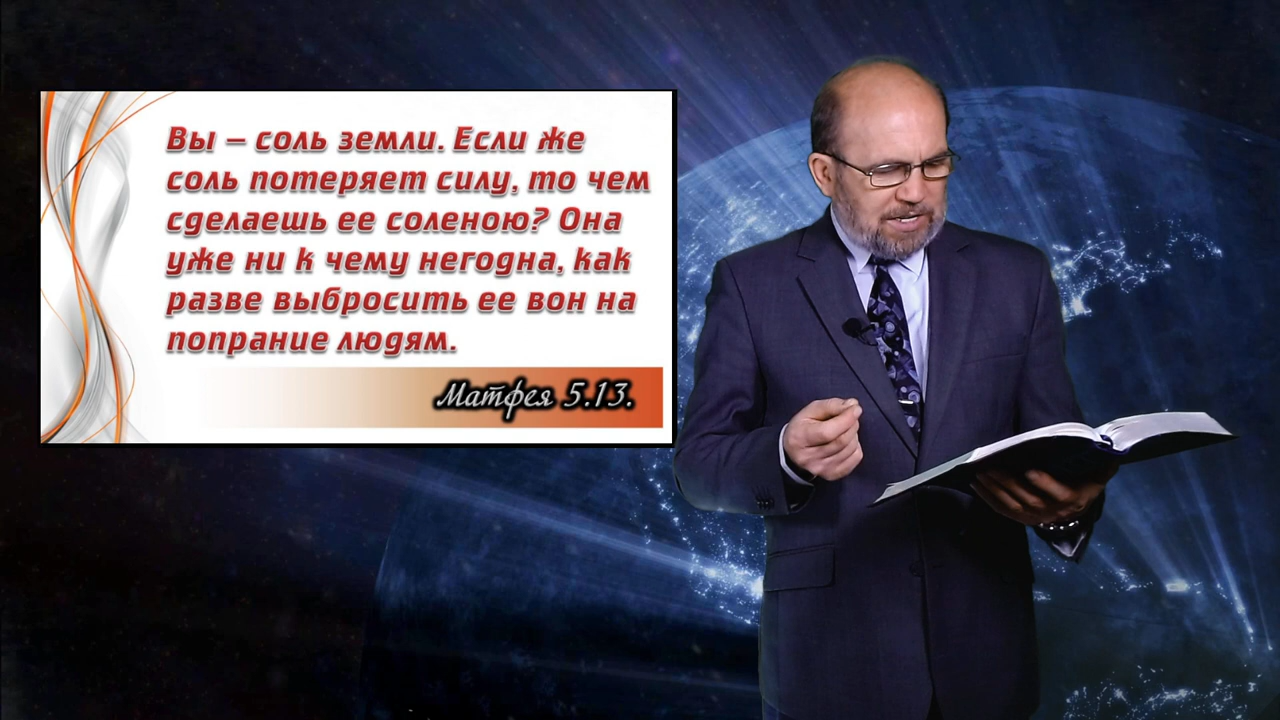 Вы – соль земли. Если же
соль потеряет силу, то чем
сделаешь ее соленою? Она
уже ни к чему негодна, как
разве выбросить ее вон на
попрание людям.
Матфея 5.13.